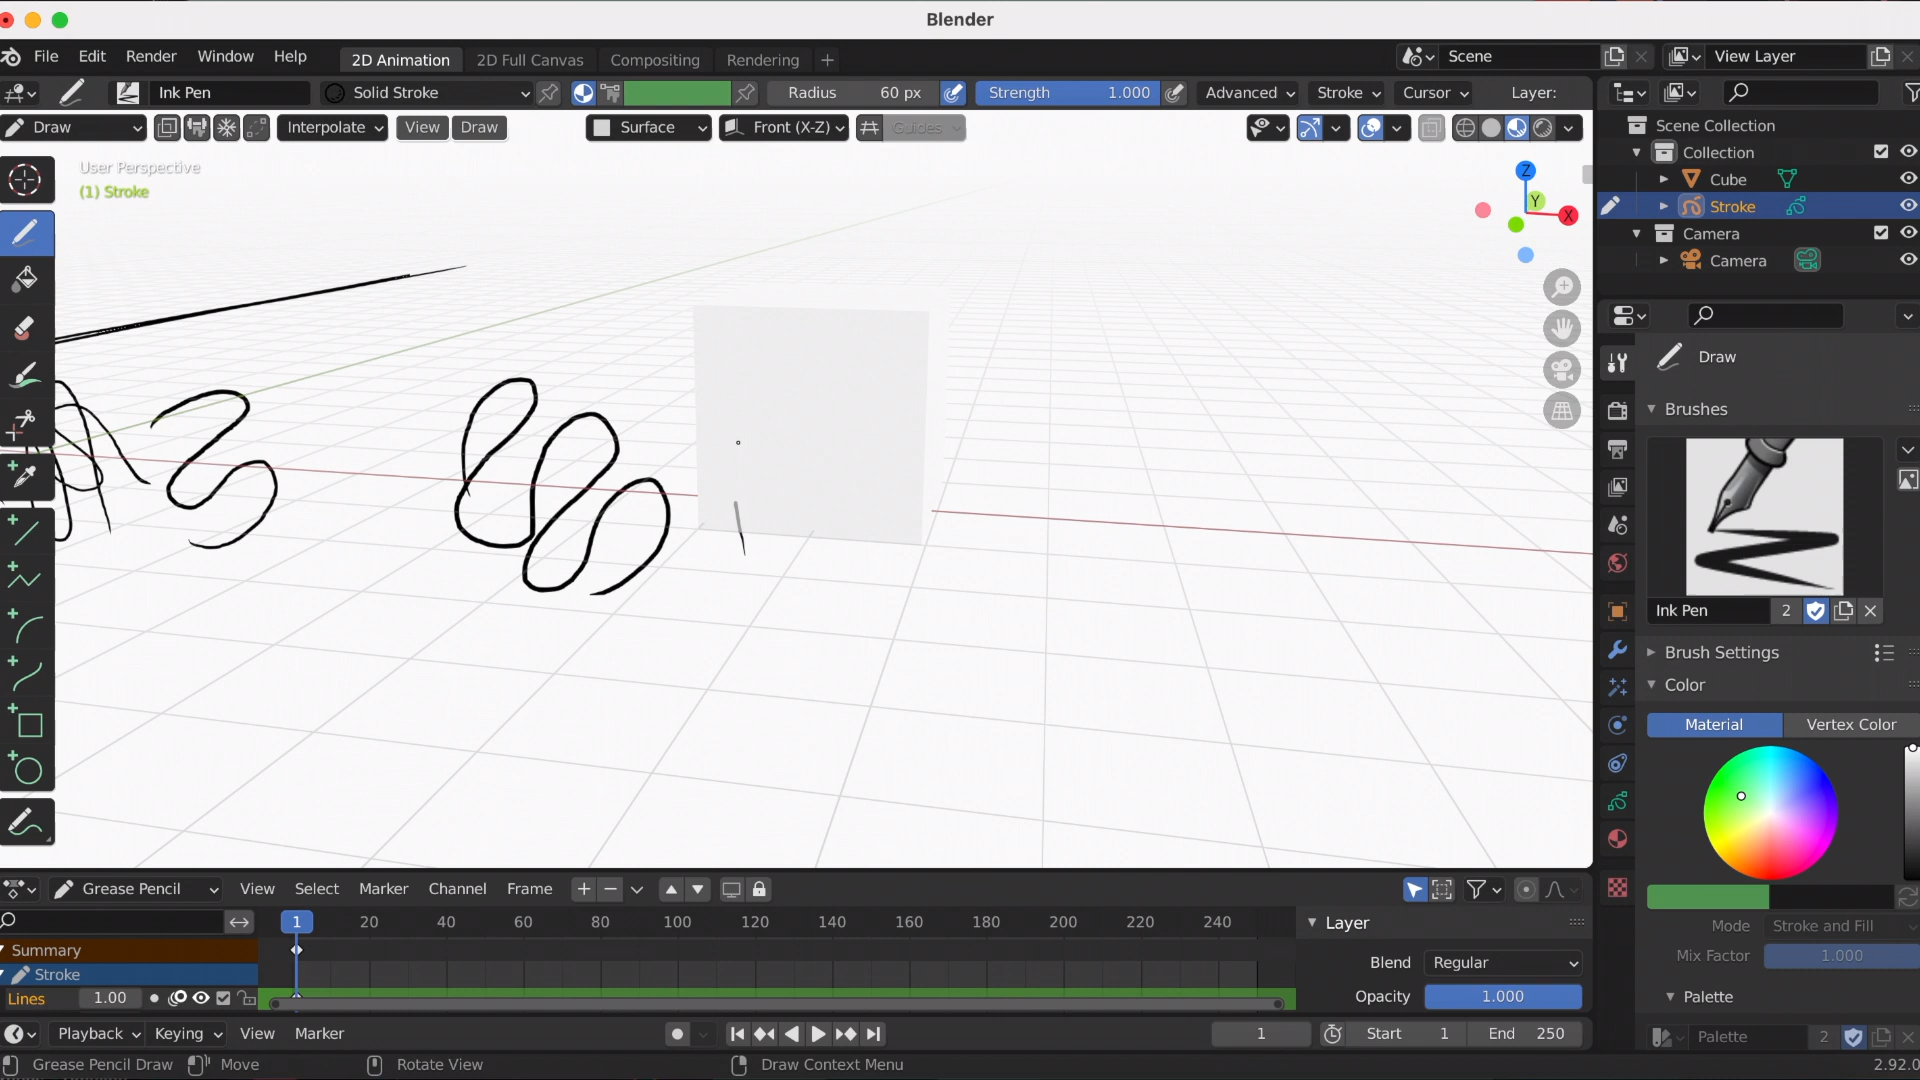 Blender
File Edit Render Window Help 2D Animation 2D Full Canvas Compositing Rendering + Scene View Layer
Ink Pen Solid Stroke Radius 60 px Strength 1.000 Advanced Stroke Cursor Layer:
Draw Interpolate View Draw Surface Front (X-Z) Guides
User Perspective
(1) Stroke
Z
Y
X
Scene Collection
Collection
Cube
Stroke
Camera
Camera
Draw
Brushes
Ink Pen 2
Brush Settings
Color
Material Vertex Color
Mode Stroke and Fill
Mix Factor 1.000
Palette
Palette 2
Grease Pencil View Select Marker Channel Frame
1 20 40 60 80 100 120 140 160 180 200 220 240
Summary
Stroke
Lines 1.00
Layer
Blend Regular
Opacity 1.000
Playback Keying View Marker 1 Start 1 End 250
Grease Pencil Draw Move Rotate View Draw Context Menu 2.92.0